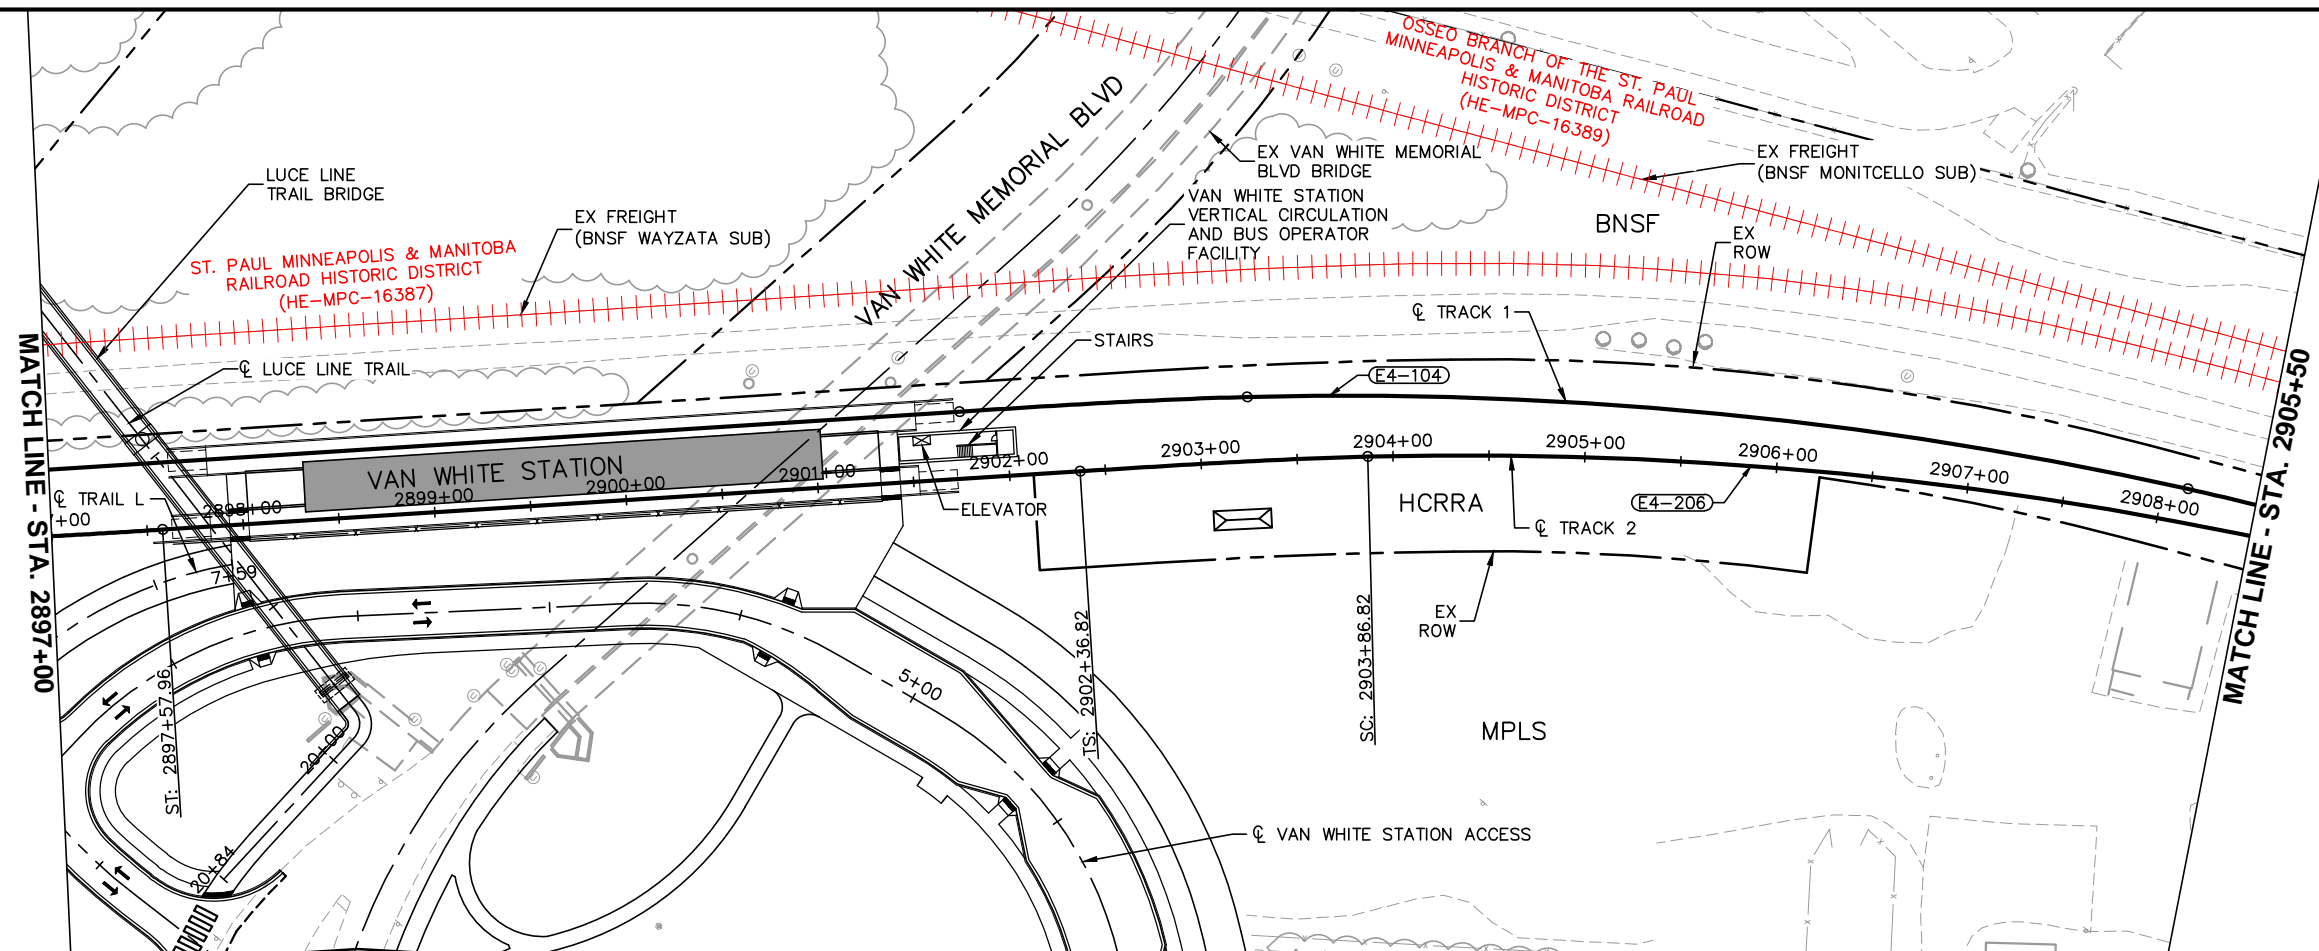 OSSEO BRANCH OF THE ST. PAUL
MINNEAPOLIS & MANITOBA RAILROAD
HISTORIC DISTRICT
(HE-MPC-16389)
VAN WHITE MEMORIAL BLVD
EX VAN WHITE MEMORIAL
BLVD BRIDGE
EX FREIGHT
(BNSF MONITCELLO SUB)
LUCE LINE
TRAIL BRIDGE
VAN WHITE STATION
VERTICAL CIRCULATION
AND BUS OPERATOR
FACILITY
EX FREIGHT
(BNSF WAYZATA SUB)
BNSF
EX
ROW
ST. PAUL MINNEAPOLIS & MANITOBA
RAILROAD HISTORIC DISTRICT
(HE-MPC-16387)
℄ TRACK 1
STAIRS
℄ LUCE LINE TRAIL
E4-104
MATCH LINE - STA. 2897+00
MATCH LINE - STA. 2905+50
VAN WHITE STATION
℄ TRAIL L
+00
2898+00
2899+00
2900+00
2901+00
2902+00
2903+00
2904+00
2905+00
2906+00
2907+00
2908+00
ELEVATOR
HCRRA
E4-206
℄ TRACK 2
7+59
EX
ROW
ST: 2897+57.96
TS: 2902+36.82
SC: 2903+86.82
5+00
20+00
20+84
MPLS
℄ VAN WHITE STATION ACCESS